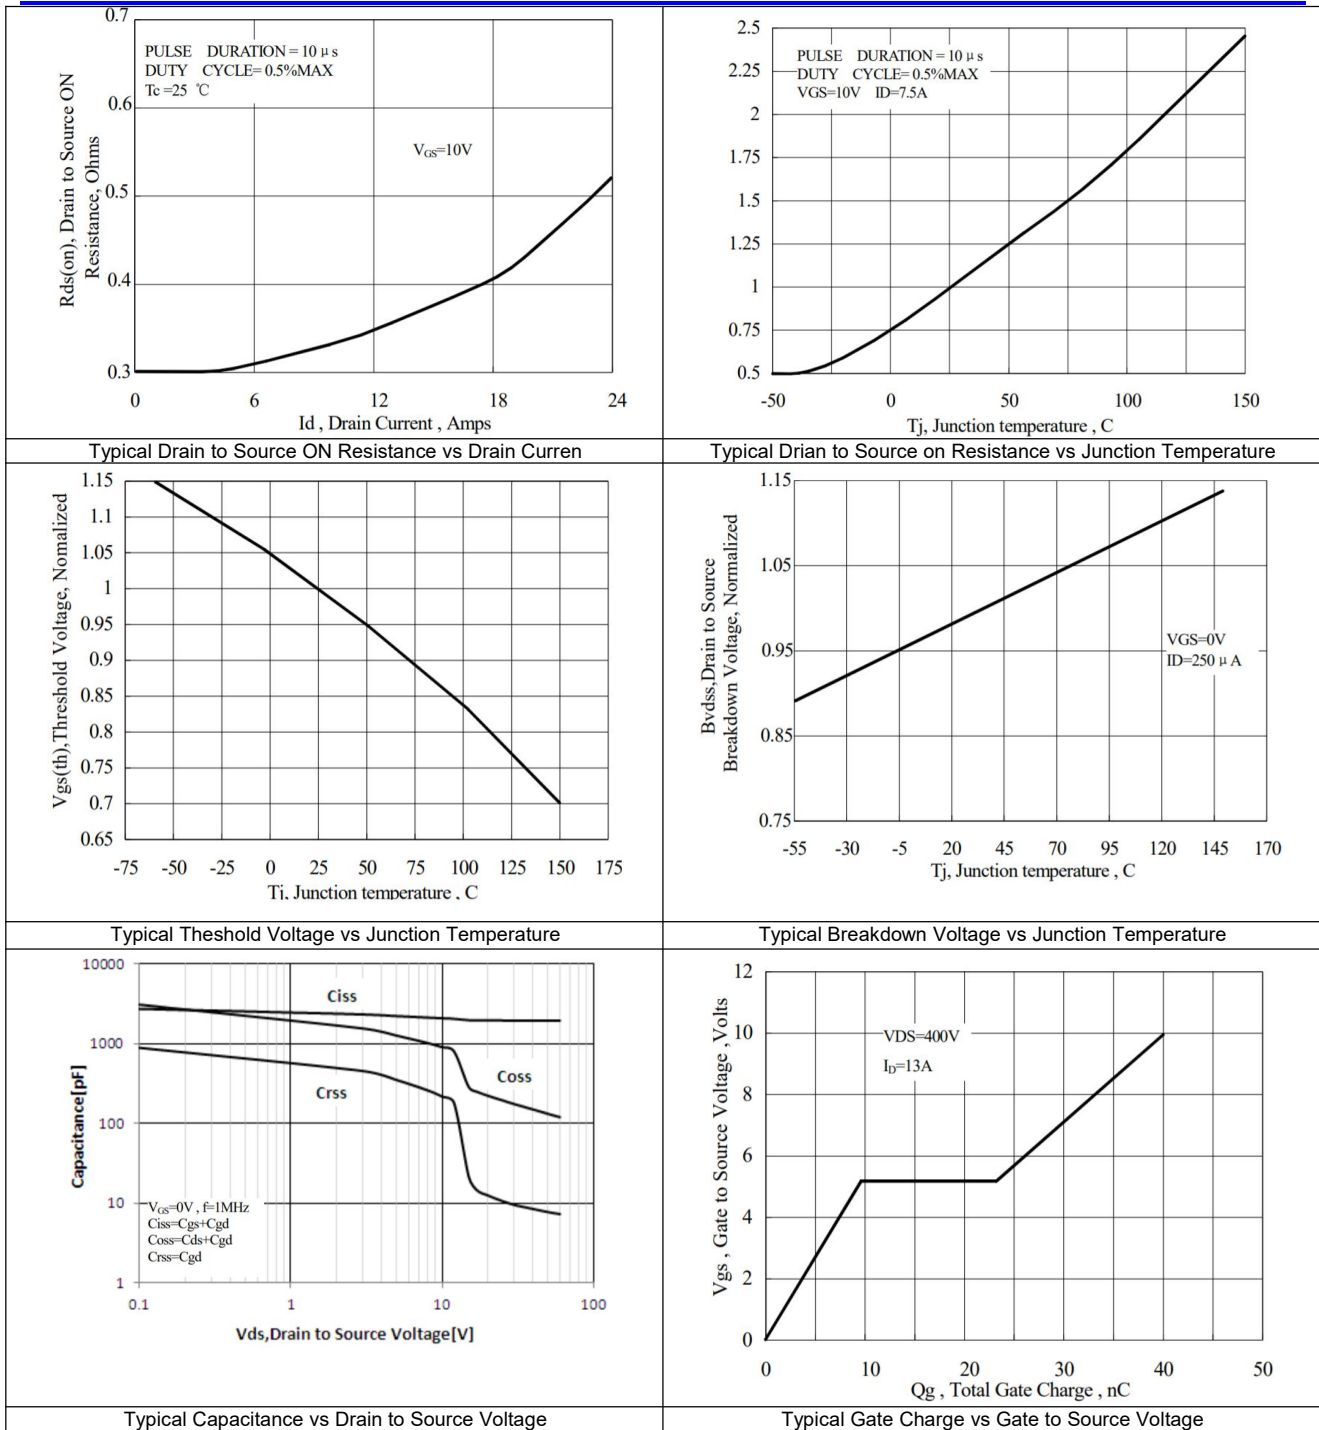 0.7
0.6
0.5
0.4
0.3
Rds(on), Drain to Source ON
Resistance, Ohms
PULSE DURATION = 10 μ s
DUTY CYCLE= 0.5%MAX
Tc =25 ℃
VGS=10V
0 6 12 18 24
Id , Drain Current , Amps
Typical Drain to Source ON Resistance vs Drain Curren
2.5
2.25
2
1.75
1.5
1.25
1
0.75
0.5
PULSE DURATION = 10 μ s
DUTY CYCLE= 0.5%MAX
VGS=10V ID=7.5A
-50 0 50 100 150
Tj, Junction temperature , C
Typical Drian to Source on Resistance vs Junction Temperature
1.15
1.1
1.05
1
0.95
0.9
0.85
0.8
0.75
0.7
0.65
Vgs(th),Threshold Voltage, Nomalized
-75 -50 -25 0 25 50 75 100 125 150 175
Tj, Junction temperature , C
Typical Theshold Voltage vs Junction Temperature
1.15
1.05
0.95
0.85
0.75
Bvdss,Drain to Source
Breakdown Voltage, Normalized
VGS=0V
ID=250 μ A
-55 -30 -5 20 45 70 95 120 145 170
Tj, Junction temperature , C
Typical Breakdown Voltage vs Junction Temperature
10000
1000
100
10
1
Capacitance[pF]
Ciss
Coss
Crss
VGS=0V , f=1MHz
Ciss=Cgs+Cgd
Coss=Cds+Cgd
Crss=Cgd
0.1 1 10 100
Vds,Drain to Source Voltage[V]
Typical Capacitance vs Drain to Source Voltage
12
10
8
6
4
2
0
Vgs , Gate to Source Voltage ,Volts
VDS=400V
ID=13A
0 10 20 30 40 50
Qg , Total Gate Charge , nC
Typical Gate Charge vs Gate to Source Voltage